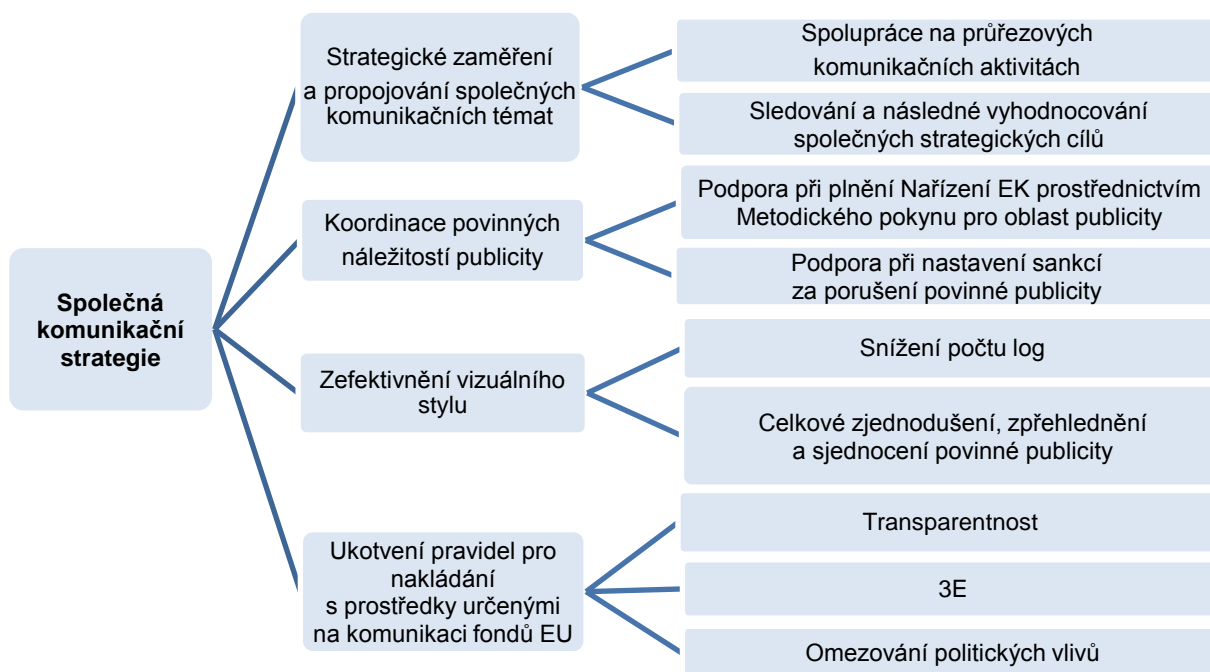 Strategické zaměření
a propojování společných
komunikačních témat
Spolupráce na průřezových
komunikačních aktivitách
Sledování a následné vyhodnocování
společných strategických cílů
Koordinace povinných
náležitostí publicity
Podpora při plnění Nařízení EK prostřednictvím
Metodického pokynu pro oblast publicity
Podpora při nastavení sankcí
za porušení povinné publicity
Společná
komunikační
strategie
Zefektivnění vizuálního
stylu
Snížení počtu log
Celkové zjednodušení, zpřehlednění
a sjednocení povinné publicity
Ukotvení pravidel pro
nakládání
s prostředky určenými
na komunikaci fondů EU
Transparentnost
3E
Omezování politických vlivů